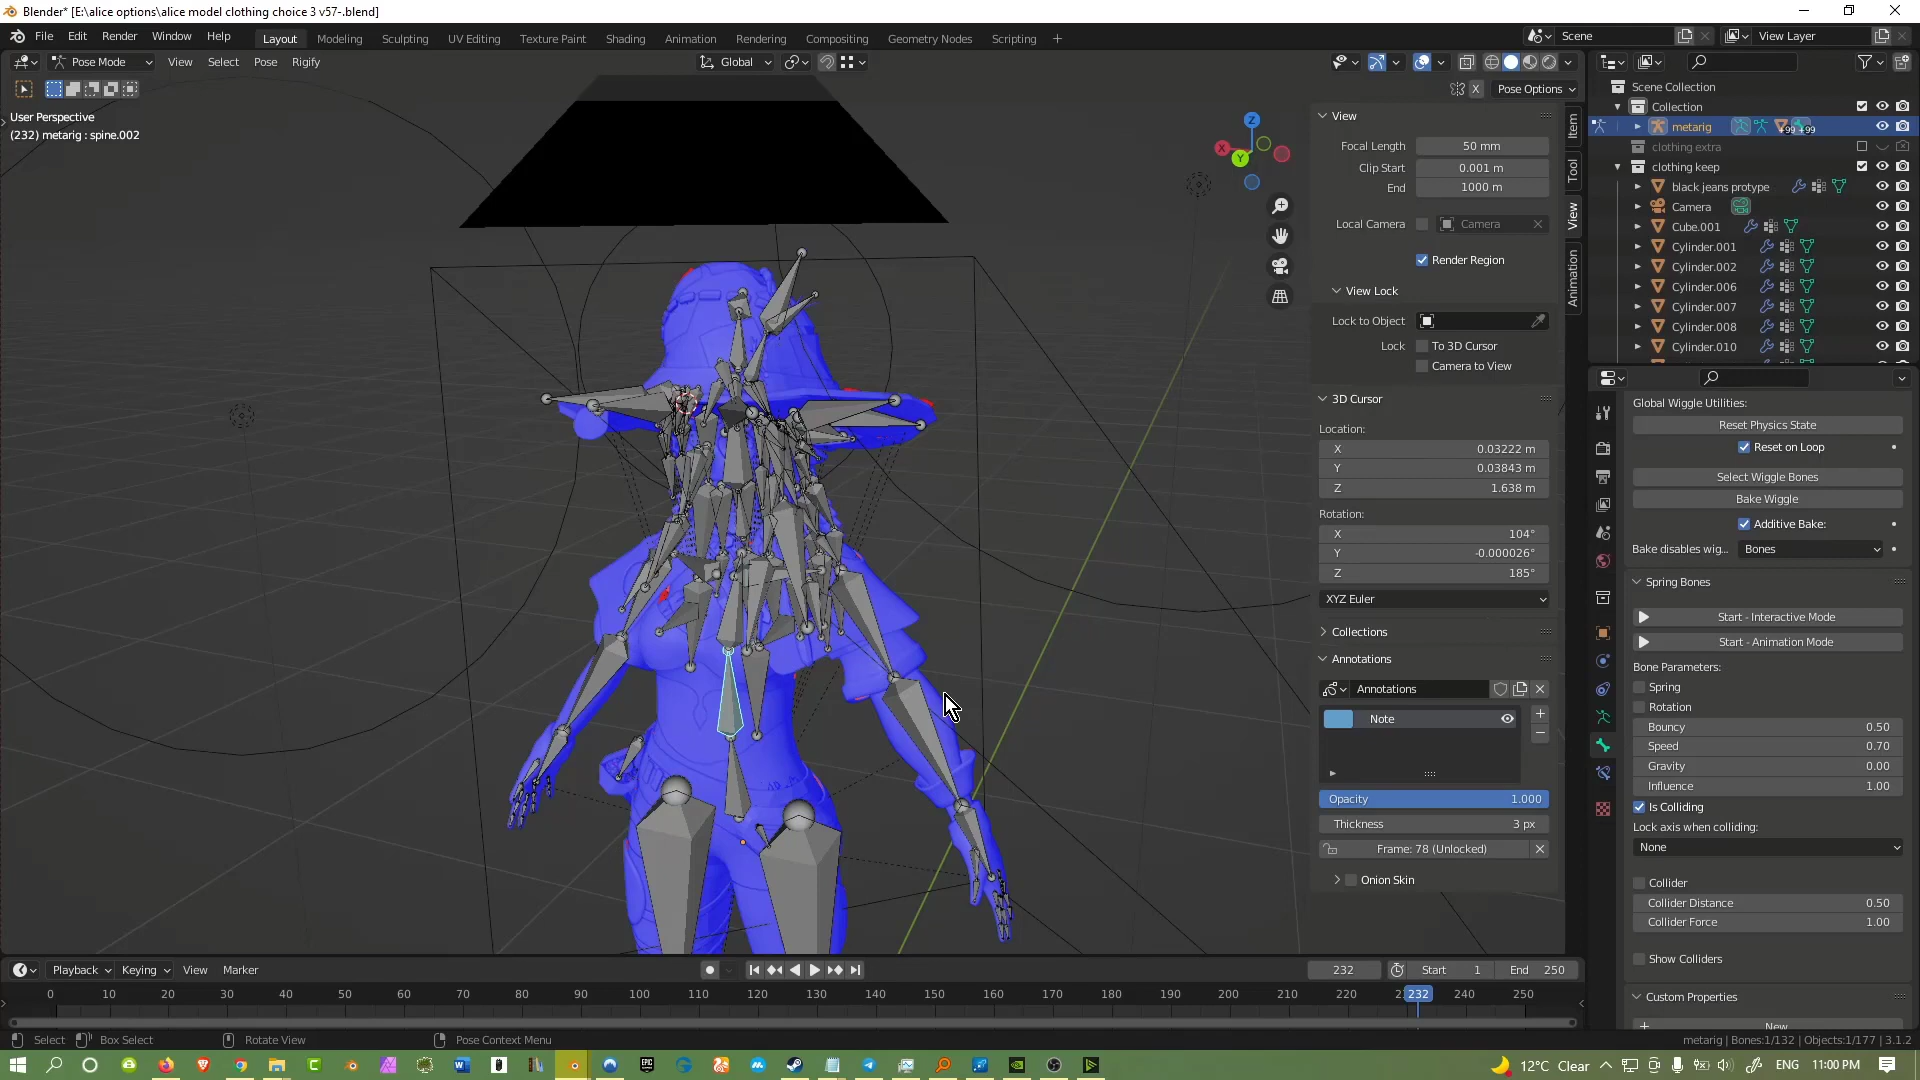 Blender* [E:\alice options\alice model clothing choice 3 v57-.blend]
File Edit Render Window Help
Layout Modeling Sculpting UV Editing Texture Paint Shading Animation Rendering Compositing Geometry Nodes Scripting +
Scene
View Layer
Pose Mode
View Select Pose Rigify
Global
X Pose Options
User Perspective
(232) metarig : spine.002
Z
X
Y
View
Focal Length 50 mm
Clip Start 0.001 m
End 1000 m
Local Camera Camera
Render Region
View Lock
Lock to Object
Lock To 3D Cursor
Camera to View
3D Cursor
Location:
X 0.03222 m
Y 0.03843 m
Z 1.638 m
Rotation:
X 104°
Y -0.000026°
Z 185°
XYZ Euler
Collections
Annotations
Annotations
Note
Opacity 1.000
Thickness 3 px
Frame: 78 (Unlocked)
Onion Skin
Item
Tool
View
Animation
Scene Collection
Collection
metarig +99 +99
clothing extra
clothing keep
black jeans protype
Camera
Cube.001
Cylinder.001
Cylinder.002
Cylinder.006
Cylinder.007
Cylinder.008
Cylinder.010
Global Wiggle Utilities:
Reset Physics State
Reset on Loop
Select Wiggle Bones
Bake Wiggle
Additive Bake:
Bake disables wig... Bones
Spring Bones
Start - Interactive Mode
Start - Animation Mode
Bone Parameters:
Spring
Rotation
Bouncy 0.50
Speed 0.70
Gravity 0.00
Influence 1.00
Is Colliding
Lock axis when colliding:
None
Collider
Collider Distance 0.50
Collider Force 1.00
Show Colliders
Custom Properties
New
Playback Keying View Marker
232 Start 1 End 250
0 10 20 30 40 50 60 70 80 90 100 110 120 130 140 150 160 170 180 190 200 210 220 232 240 250
Select Box Select Rotate View Pose Context Menu
metarig | Bones:1/132 | Objects:1/177 | 3.1.2
12°C Clear ENG 11:00 PM